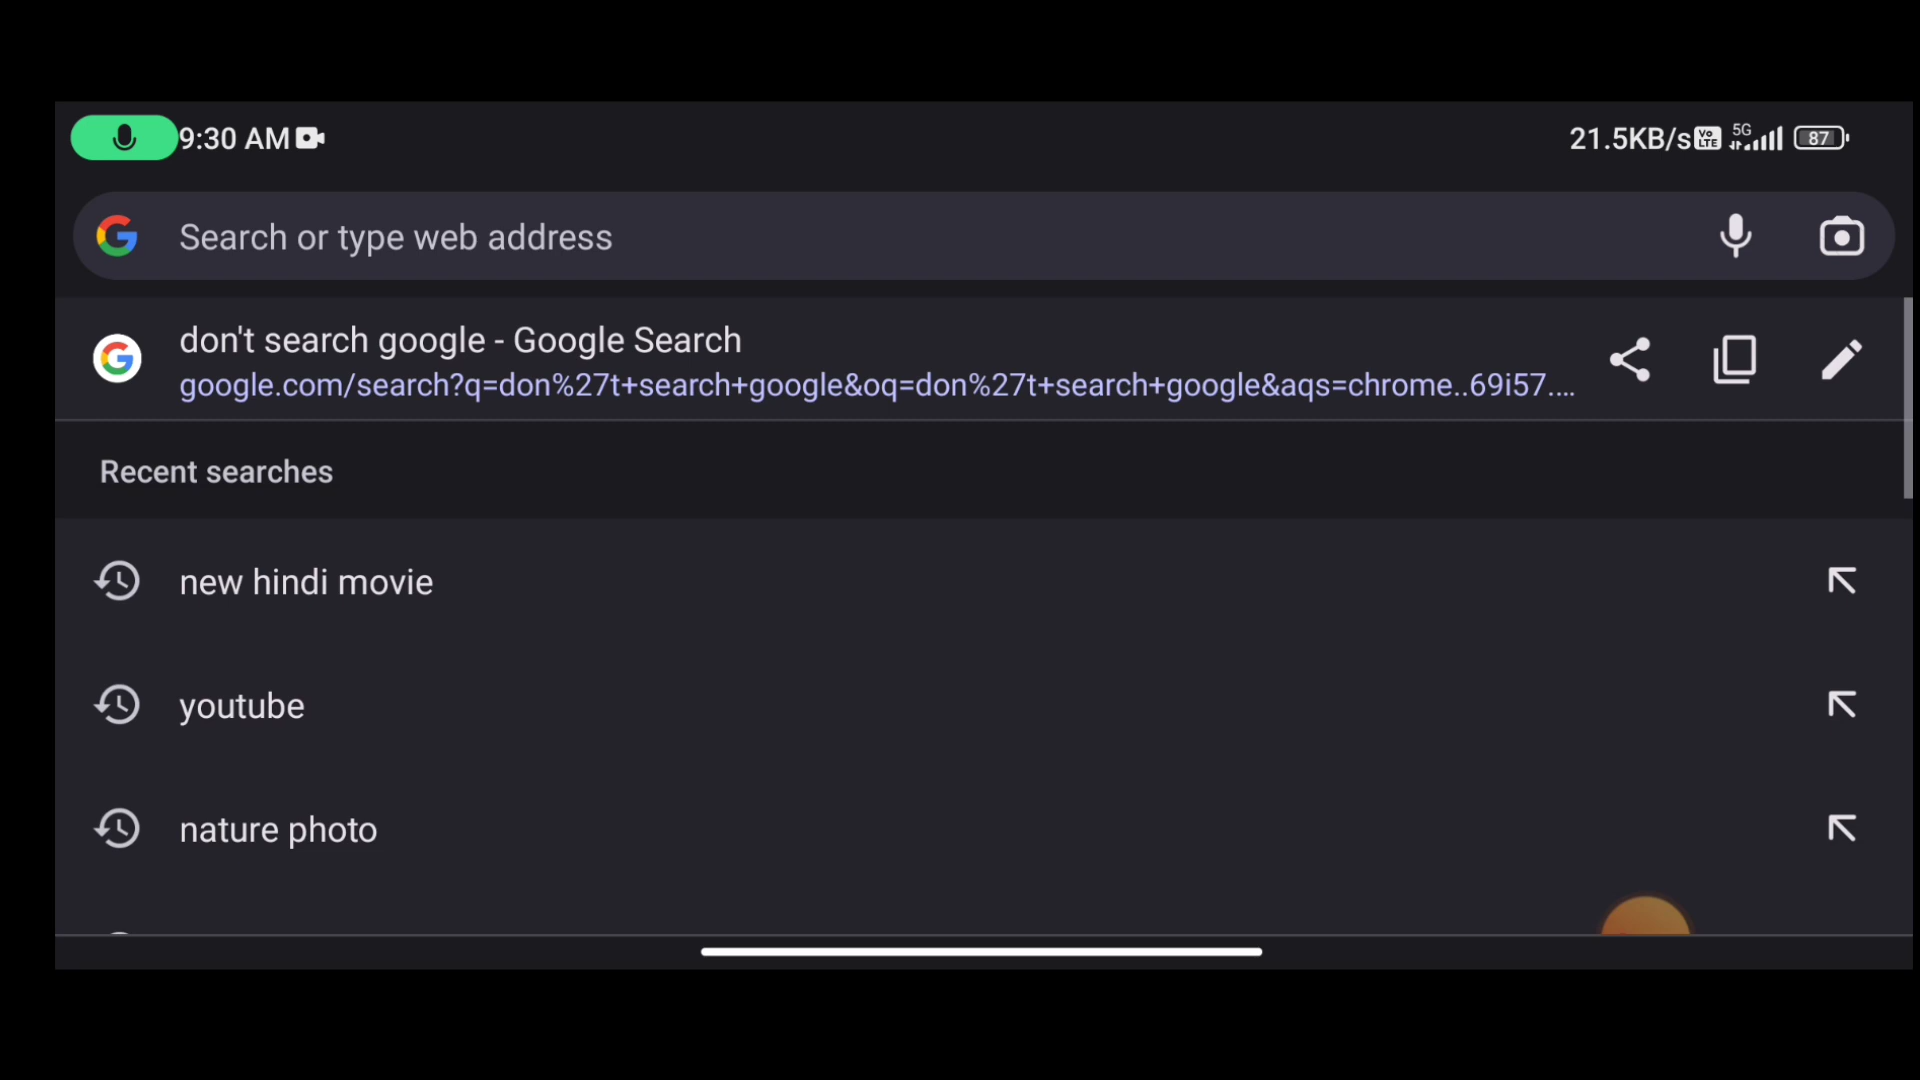 9:30 AM 21.5KB/s Vo LTE 5G 87
Search or type web address
don't search google - Google Search
google.com/search?q=don%27t+search+google&oq=don%27t+search+google&aqs=chrome..69i57....
Recent searches
new hindi movie
youtube
nature photo